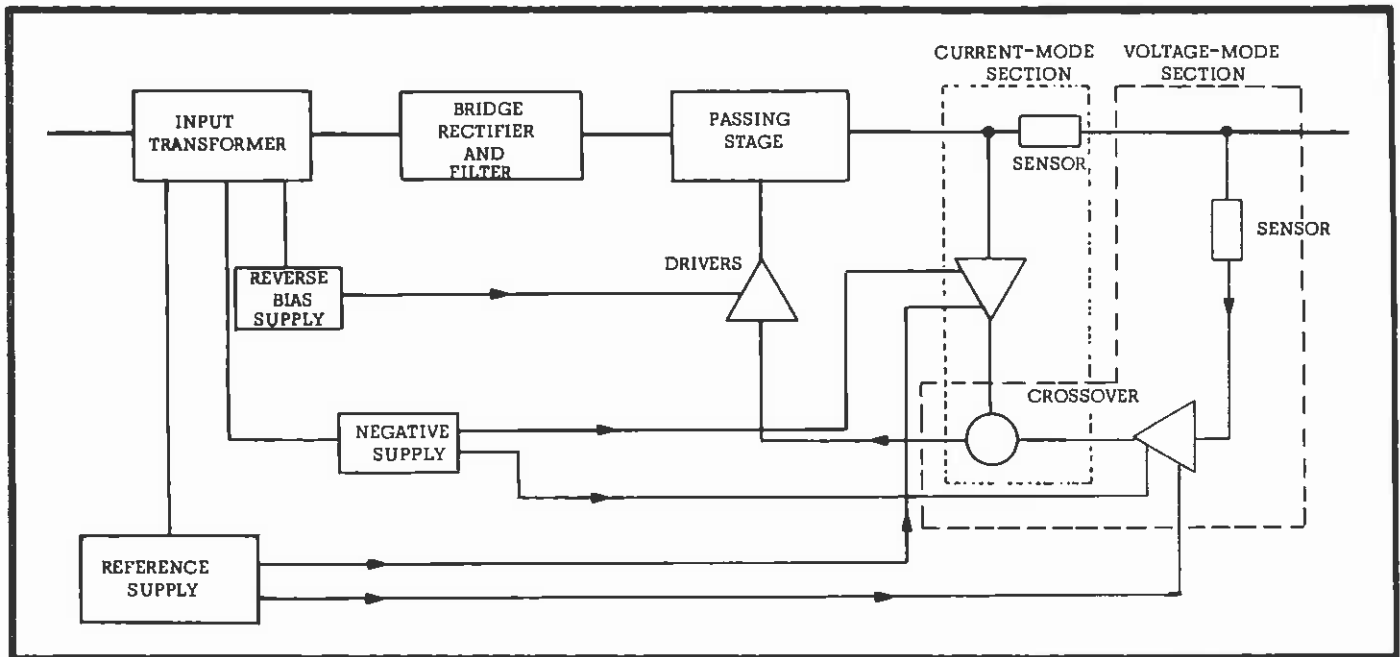 CURRENT-MODE
SECTION
VOLTAGE-MODE
SECTION
INPUT
TRANSFORMER
BRIDGE
RECTIFIER
AND
FILTER
PASSING
STAGE
SENSOR
SENSOR
DRIVERS
REVERSE
BIAS
SUPPLY
CROSSOVER
NEGATIVE
SUPPLY
REFERENCE
SUPPLY